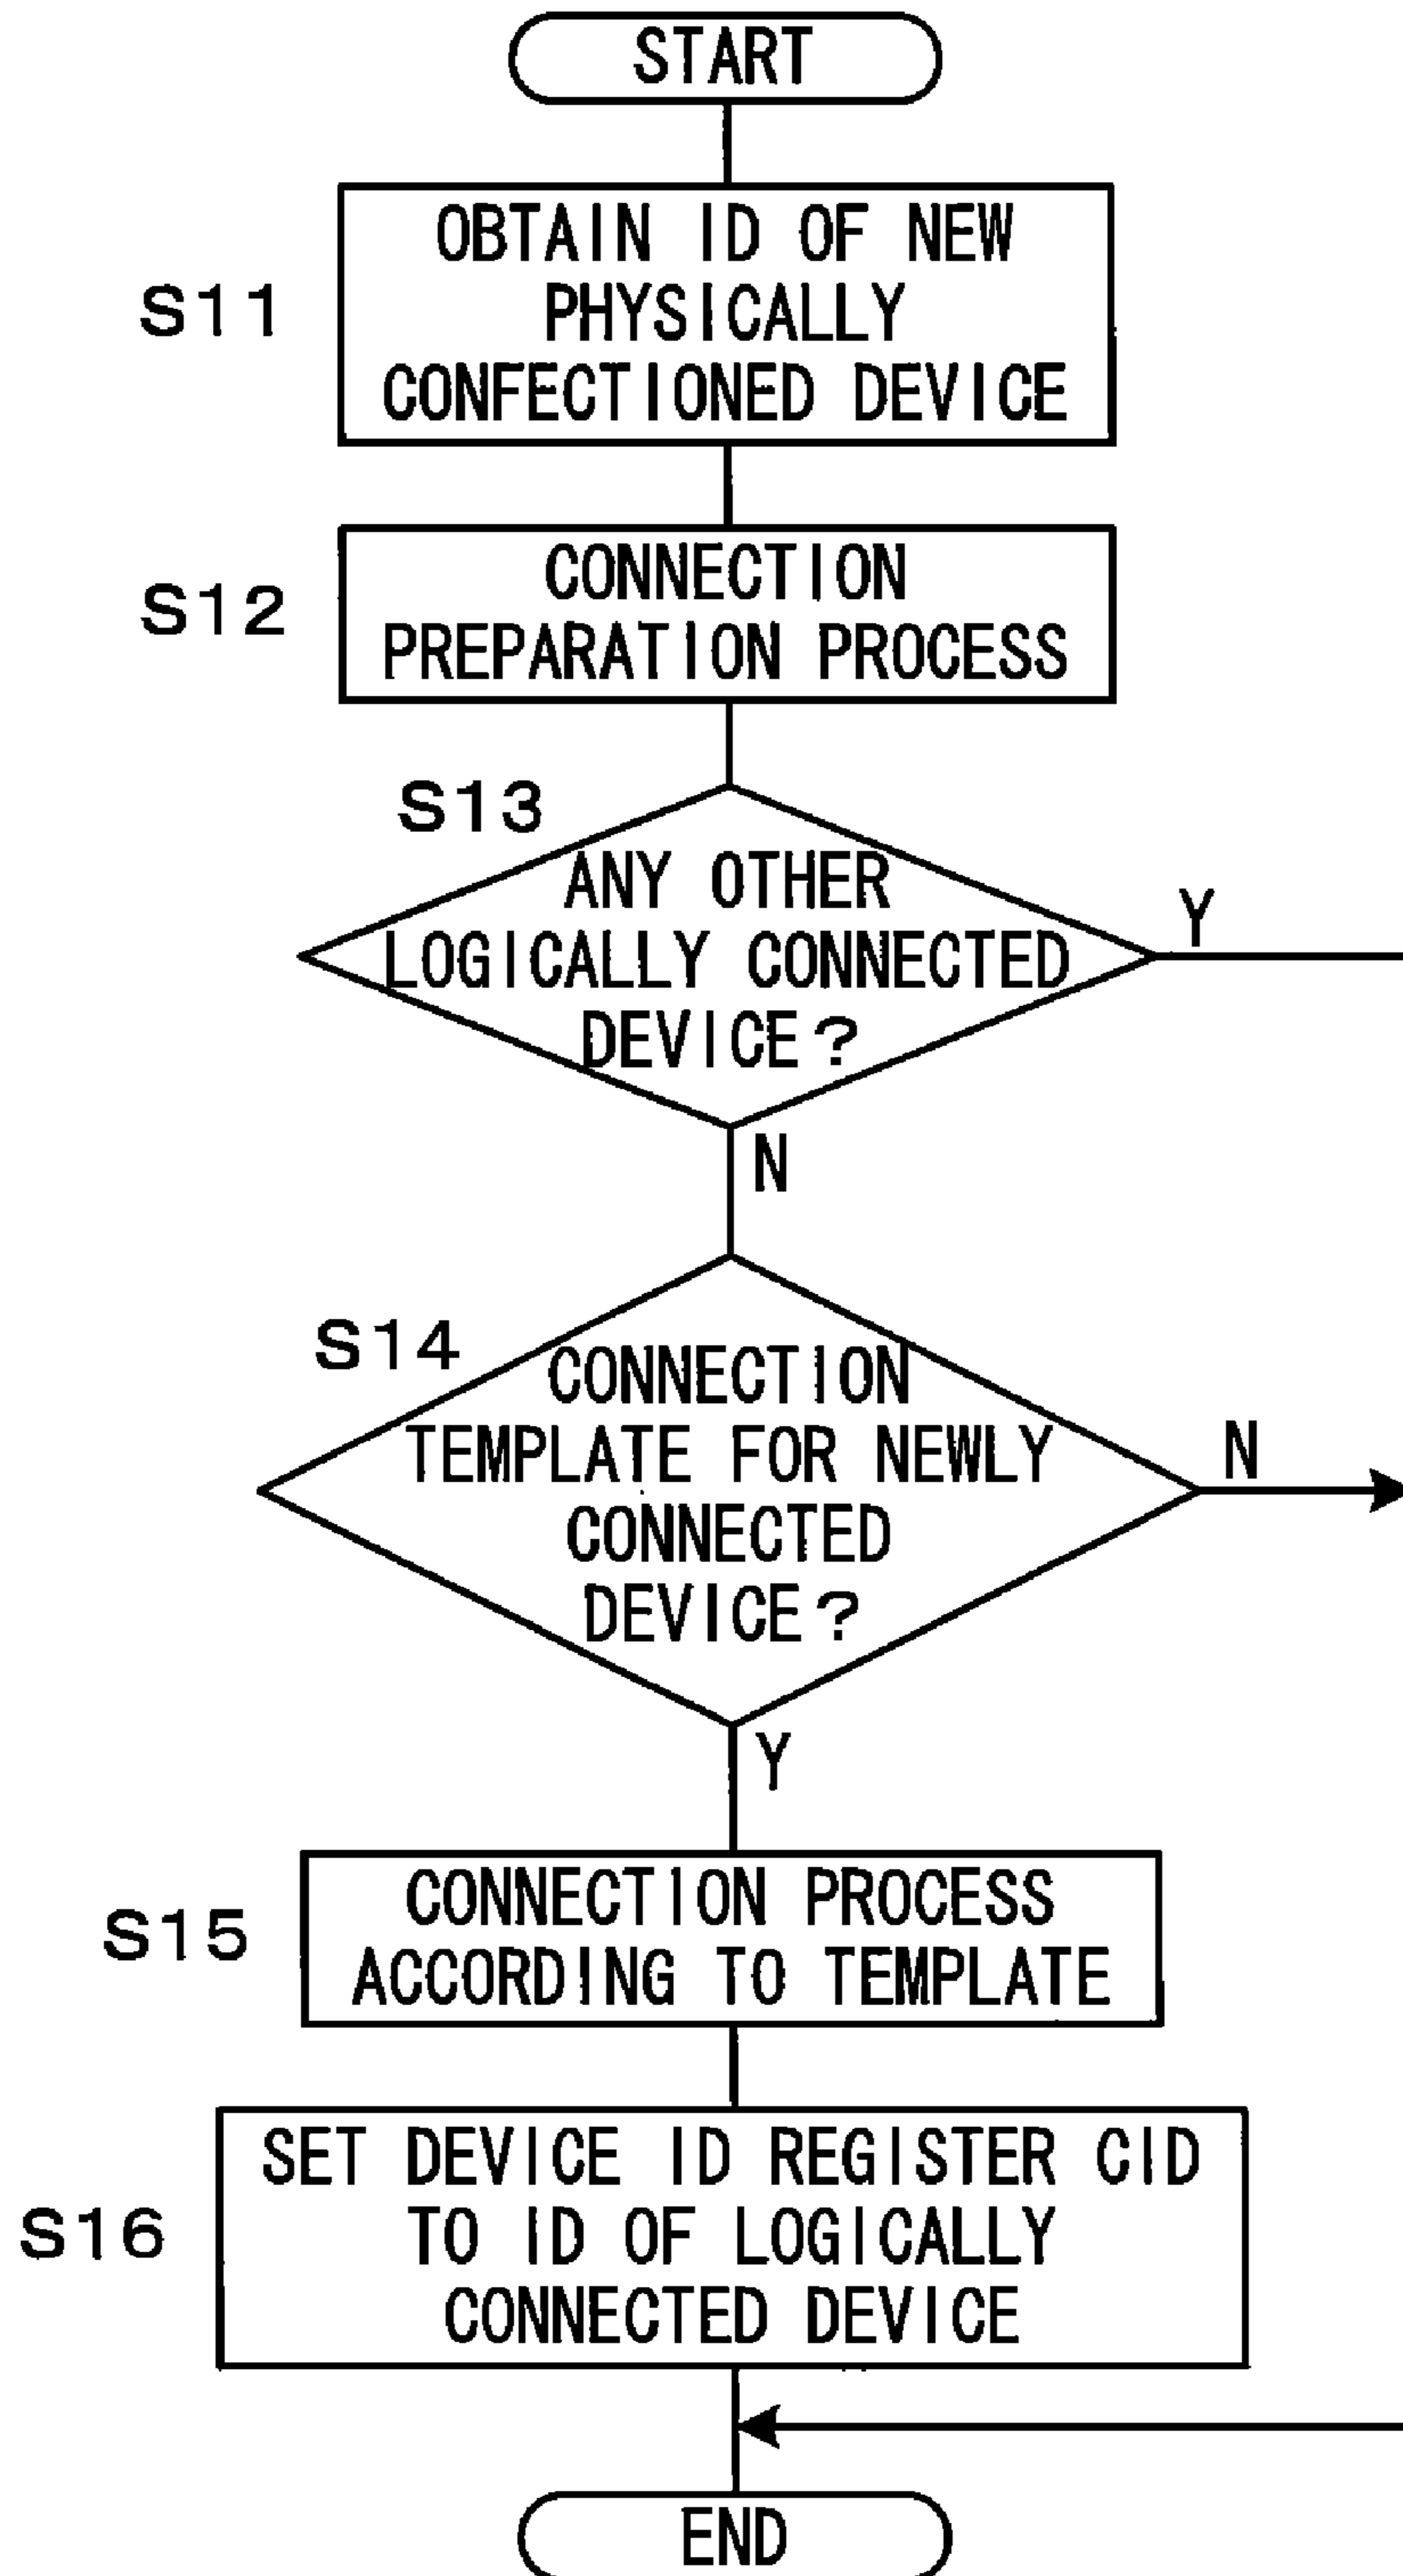 START
S11
OBTAIN ID OF NEW
PHYSICALLY
CONFECTIONED DEVICE
S12
CONNECTION
PREPARATION PROCESS
S13
ANY OTHER
LOGICALLY CONNECTED
DEVICE?
Y
N
S14
CONNECTION
TEMPLATE FOR NEWLY
CONNECTED
DEVICE?
N
Y
S15
CONNECTION PROCESS
ACCORDING TO TEMPLATE
S16
SET DEVICE ID REGISTER CID
TO ID OF LOGICALLY
CONNECTED DEVICE
END